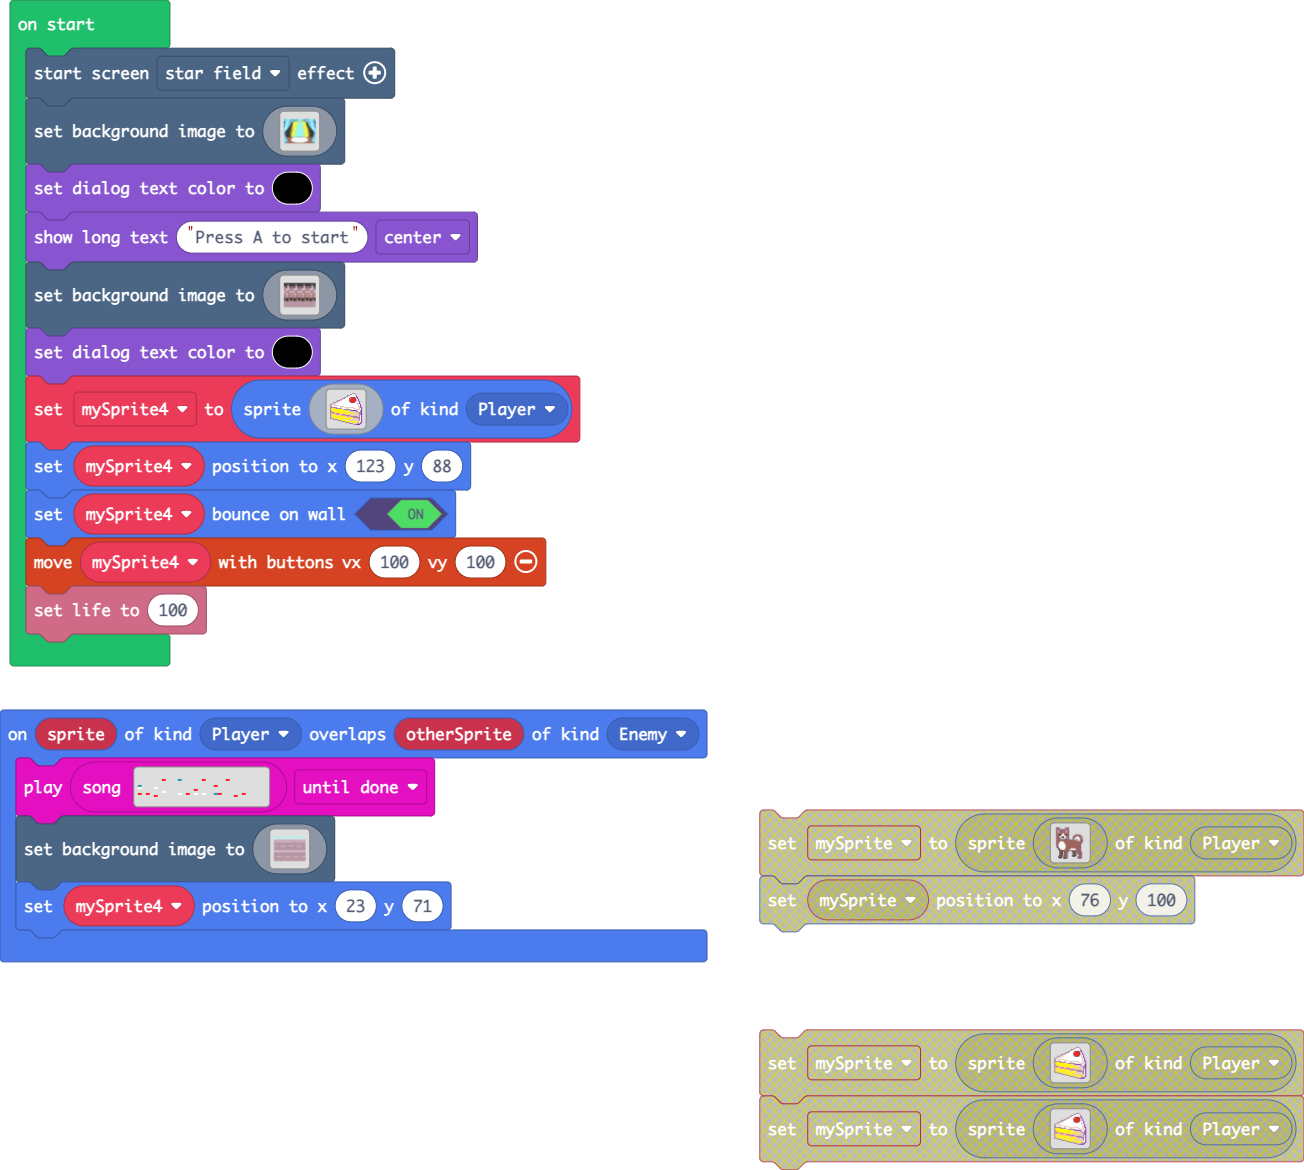 on start
start screen star field effect
set background image to
set dialog text color to
show long text "Press A to start" center
set background image to
set dialog text color to
set mySprite4 to sprite of kind Player
set mySprite4 position to x 123 y 88
set mySprite4 bounce on wall ON
move mySprite4 with buttons vx 100 vy 100
set life to 100
on sprite of kind Player overlaps otherSprite of kind Enemy
play song until done
set background image to
set mySprite4 position to x 23 y 71
set mySprite to sprite of kind Player
set mySprite position to x 76 y 100
set mySprite to sprite of kind Player
set mySprite to sprite of kind Player